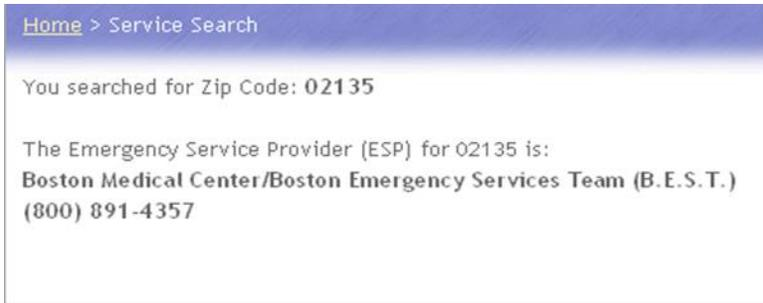 Home > Service Search
You searched for Zip Code: 02135
The Emergency Service Provider (ESP) for 02135 is:
Boston Medical Center/Boston Emergency Services Team (B.E.S.T.)
(800) 891-4357